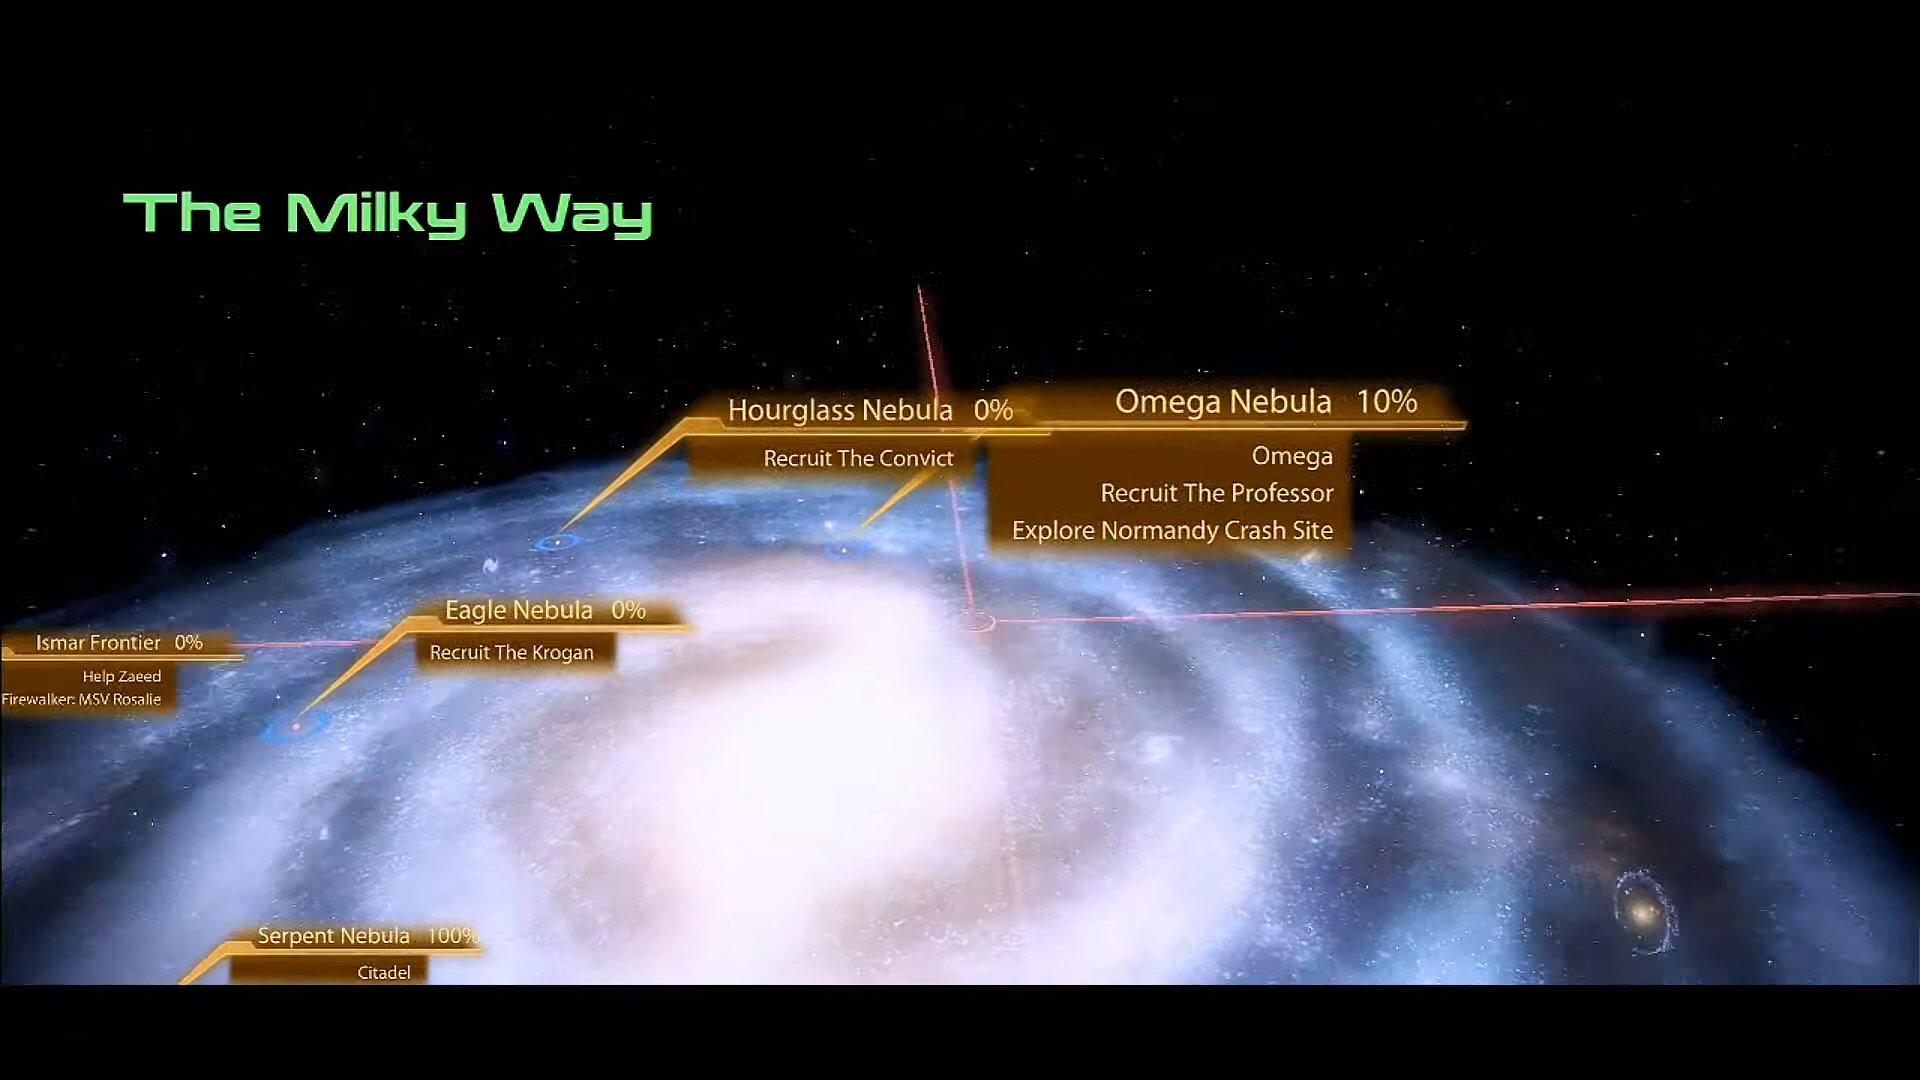 The Milky Way
Hourglass Nebula 0%
Recruit The Convict
Omega Nebula 10%
Omega
Recruit The Professor
Explore Normandy Crash Site
Eagle Nebula 0%
Recruit The Krogan
Ismar Frontier 0%
Help Zaeed
Firewalker: MSV Rosalie
Serpent Nebula 100%
Citadel